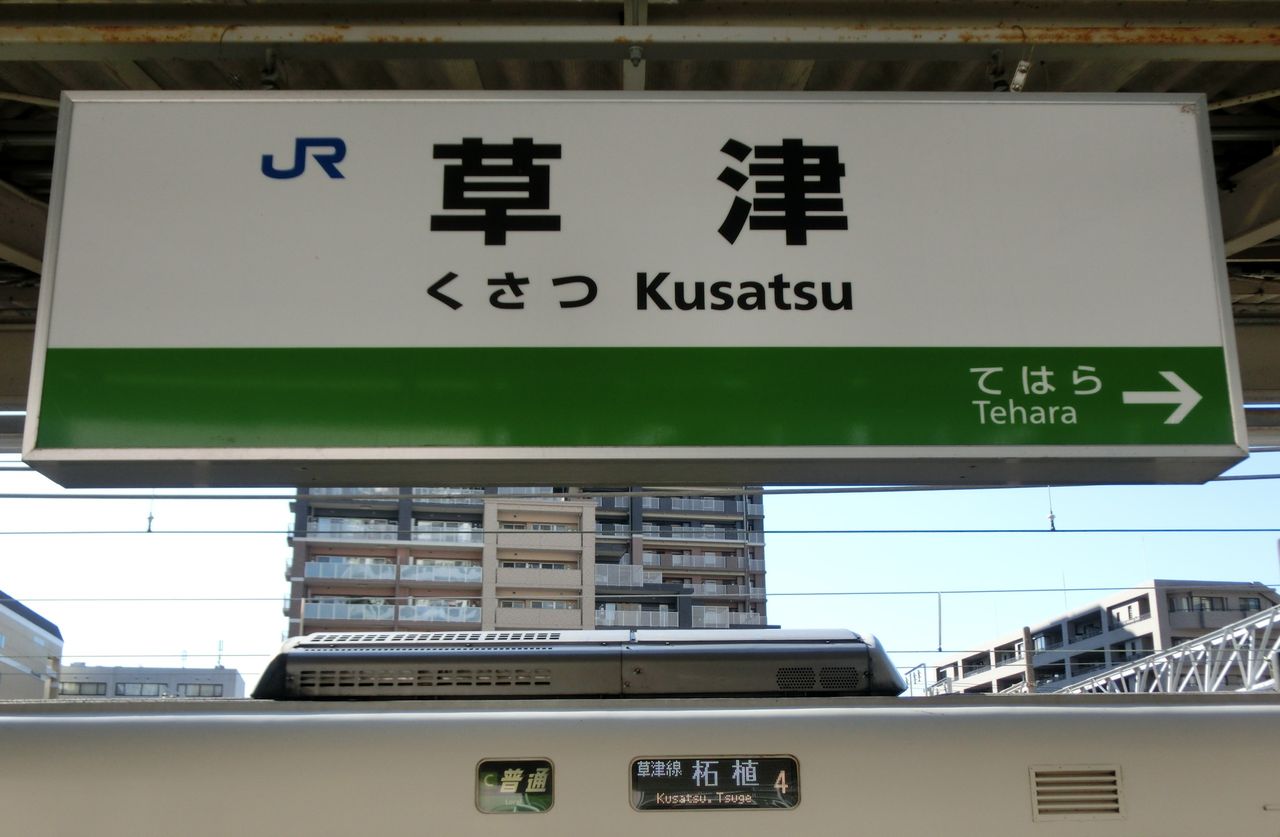 JR 草津
くさつ Kusatsu
てはら
Tehara
C 普通
Local
草津線 柘植 4
Kusatsu. Tsuge